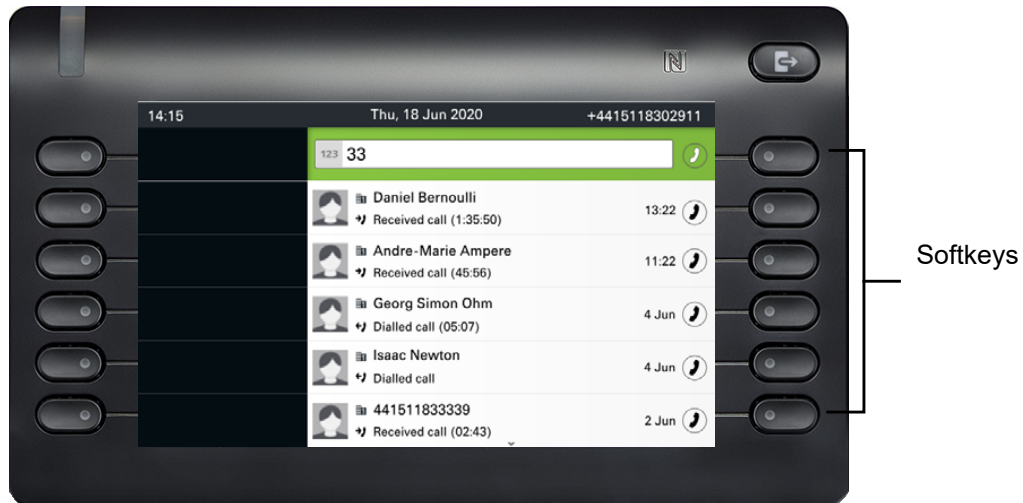 14:15 Thu, 18 Jun 2020 +4415118302911
123 33
Daniel Bernoulli
Received call (1:35:50) 13:22
Andre-Marie Ampere
Received call (45:56) 11:22
Georg Simon Ohm
Dialled call (05:07) 4 Jun
Isaac Newton
Dialled call 4 Jun
441511833339
Received call (02:43) 2 Jun
Softkeys